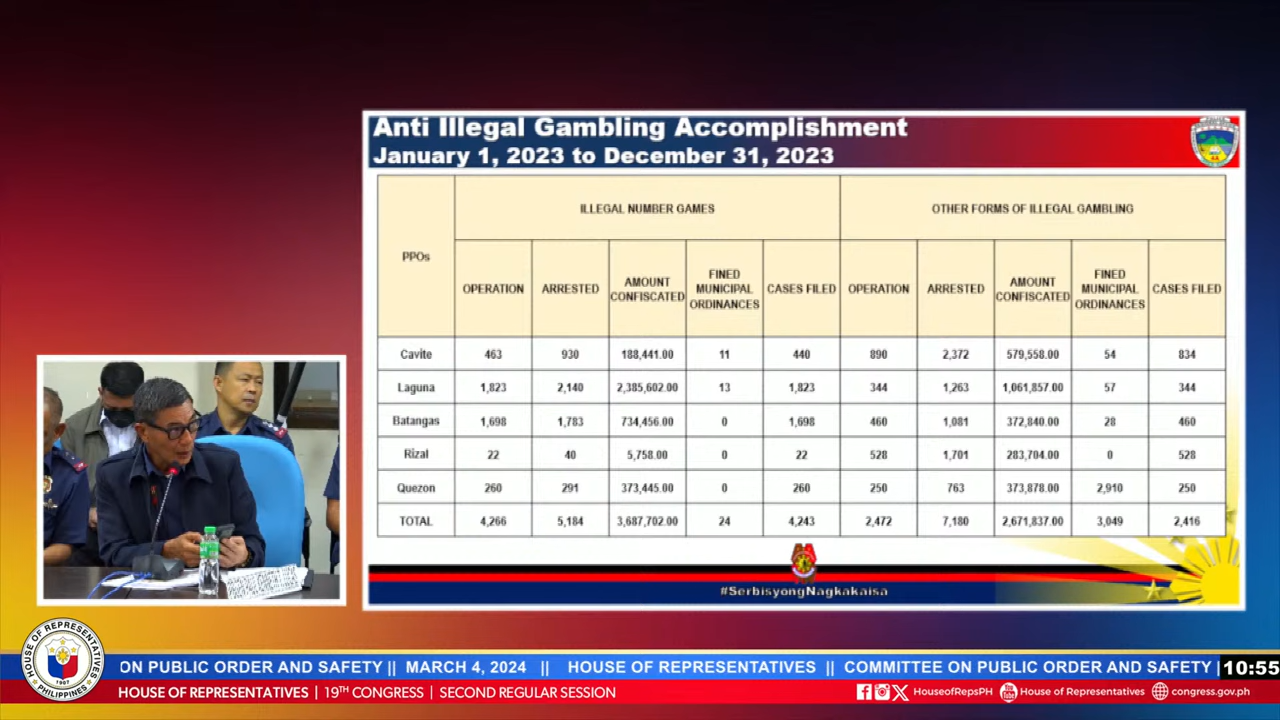 Anti Illegal Gambling Accomplishment
January 1, 2023 to December 31, 2023
PPOs
ILLEGAL NUMBER GAMES
OTHER FORMS OF ILLEGAL GAMBLING
OPERATION
ARRESTED
AMOUNT
CONFISCATED
FINED
MUNICIPAL
ORDINANCES
CASES FILED
OPERATION
ARRESTED
AMOUNT
CONFISCATED
FINED
MUNICIPAL
ORDINANCES
CASES FILED
Cavite 463 930 188,441.00 11 440 890 2,372 579,558.00 54 834
Laguna 1,823 2,140 2,385,602.00 13 1,823 344 1,263 1,061,857.00 57 344
Batangas 1,698 1,783 734,456.00 0 1,698 460 1,081 372,840.00 28 460
Rizal 22 40 5,758.00 0 22 528 1,701 283,704.00 0 528
Quezon 260 291 373,445.00 0 260 250 763 373,878.00 2,910 250
TOTAL 4,266 5,184 3,687,702.00 24 4,243 2,472 7,180 2,671,837.00 3,049 2,416
#SerbisyongNagkakaisa
HOUSE OF REPRESENTATIVES
1907
PHILIPPINES
ON PUBLIC ORDER AND SAFETY || MARCH 4, 2024 || HOUSE OF REPRESENTATIVES || COMMITTEE ON PUBLIC ORDER AND SAFETY | 10:55
HOUSE OF REPRESENTATIVES | 19TH CONGRESS | SECOND REGULAR SESSION
HouseofRepsPH House of Representatives congress.gov.ph